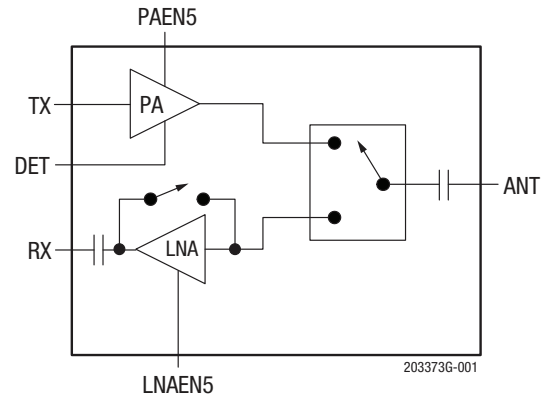 PAEN5
TX
PA
DET
ANT
RX
LNA
203373G-001
LNAEN5